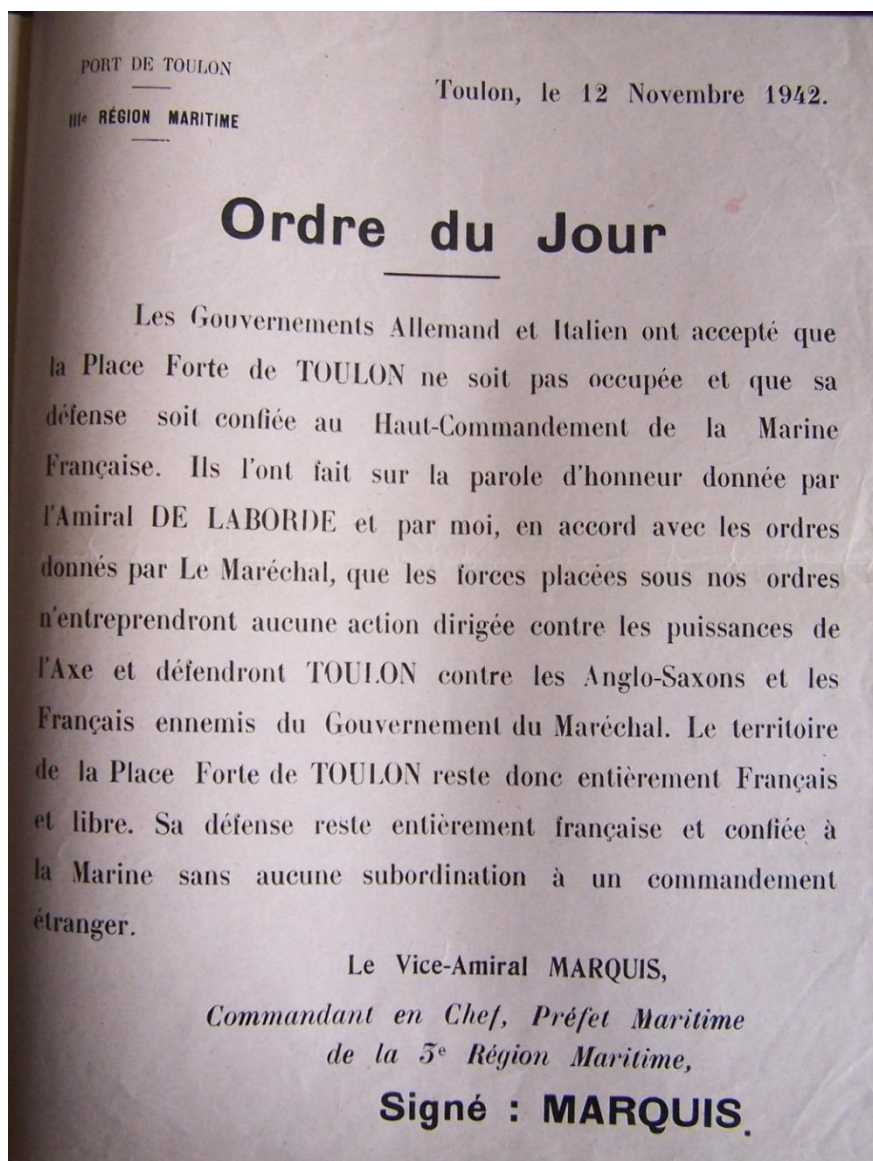 PORT DE TOULON
IIIe RÉGION MARITIME
Toulon, le 12 Novembre 1942.
Ordre du Jour
Les Gouvernements Allemand et Italien ont accepté que
la Place Forte de TOULON ne soit pas occupée et que sa
défense soit confiée au Haut-Commandement de la Marine
Française. Ils l'ont fait sur la parole d'honneur donnée par
l'Amiral DE LABORDE et par moi, en accord avec les ordres
donnés par Le Maréchal, que les forces placées sous nos ordres
n'entreprendront aucune action dirigée contre les puissances de
l'Axe et défendront TOULON contre les Anglo-Saxons et les
Français ennemis du Gouvernement du Maréchal. Le territoire
de la Place Forte de TOULON reste donc entièrement Français
et libre. Sa défense reste entièrement française et confiée à
la Marine sans aucune subordination à un commandement
étranger.
Le Vice-Amiral MARQUIS,
Commandant en Chef, Préfet Maritime
de la 3e Région Maritime,
Signé : MARQUIS.